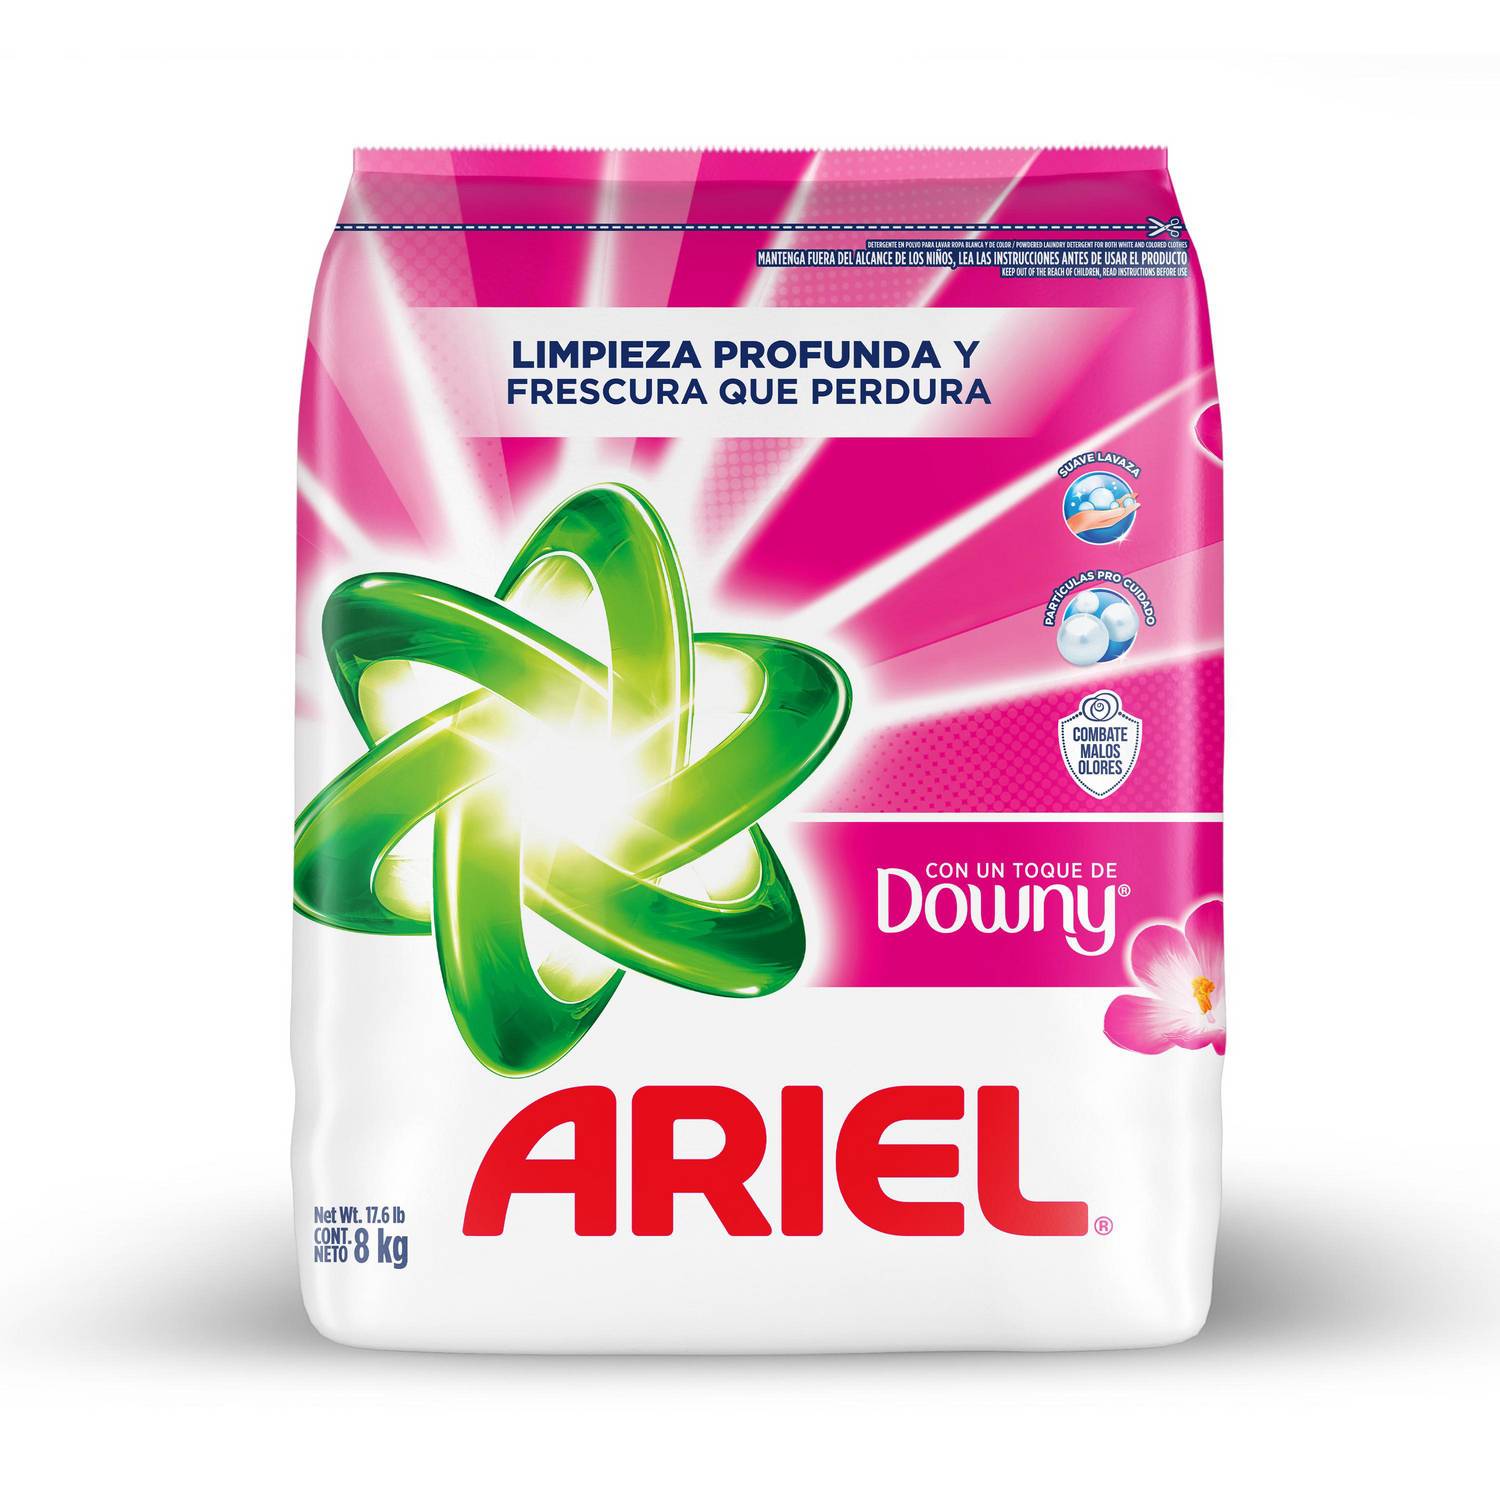 DETERGENTE EN POLVO PARA LAVAR ROPA BLANCA Y DE COLOR / POWDERED LAUNDRY DETERGENT FOR BOTH WHITE AND COLORED CLOTHES
MANTENGA FUERA DEL ALCANCE DE LOS NIÑOS, LEA LAS INSTRUCCIONES ANTES DE USAR EL PRODUCTO
KEEP OUT OF THE REACH OF CHILDREN, READ INSTRUCTIONS BEFORE USE
LIMPIEZA PROFUNDA Y
FRESCURA QUE PERDURA
SUAVE LAVAZA
PARTÍCULAS PRO CUIDADO
COMBATE
MALOS
OLORES
CON UN TOQUE DE
Downy®
ARIEL®
Net Wt. 17.6 lb
CONT.
NETO 8 kg